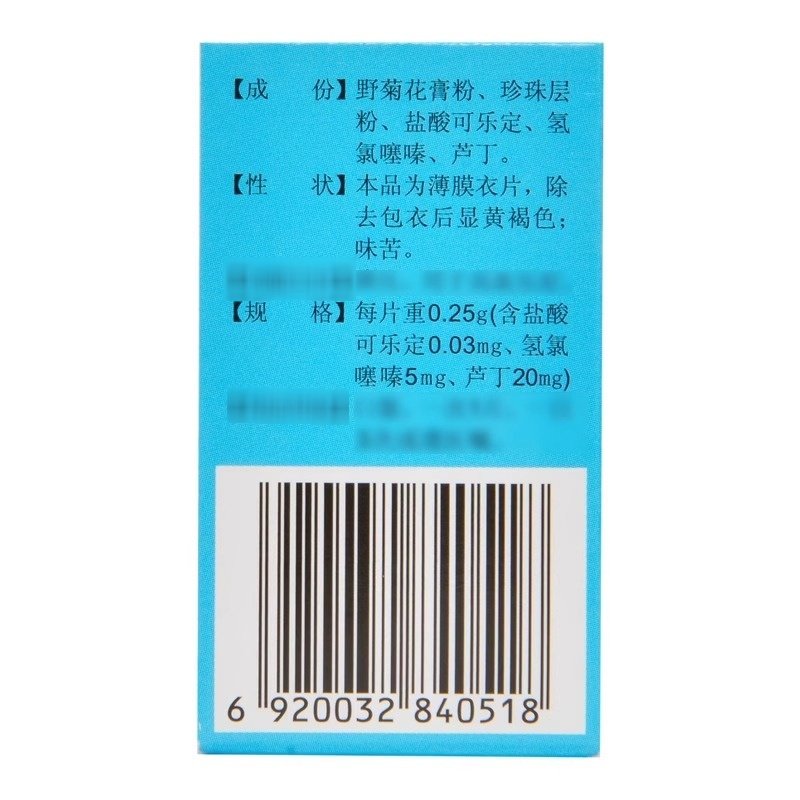 【成　份】野菊花膏粉、珍珠层
粉、盐酸可乐定、氢
氯噻嗪、芦丁。
【性　状】本品为薄膜衣片，除
去包衣后显黄褐色；
味苦。
【规　格】每片重0.25g(含盐酸
可乐定0.03mg、氢氯
噻嗪5mg、芦丁20mg)
6 920032 840518